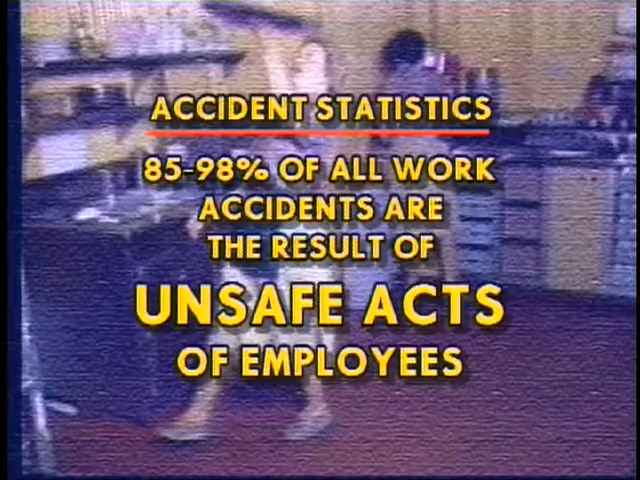 ACCIDENT STATISTICS
85-98% OF ALL WORK
ACCIDENTS ARE
THE RESULT OF
UNSAFE ACTS
OF EMPLOYEES